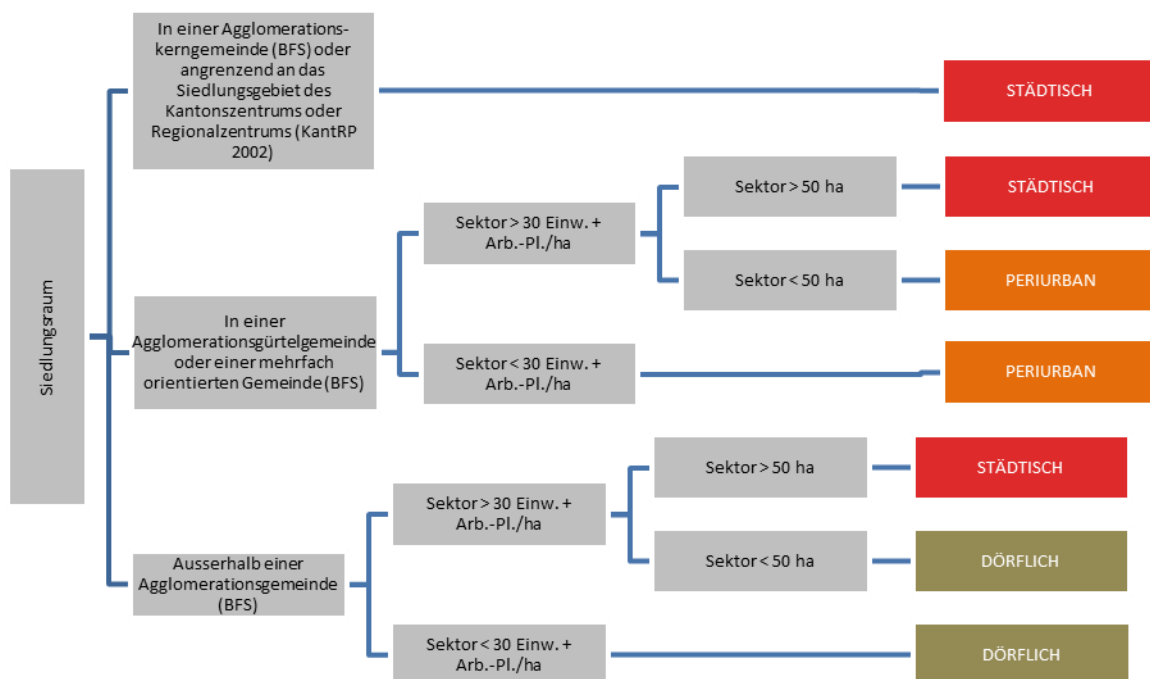 In einer Agglomerations-
kerngemeinde (BFS) oder
angrenzend an das
Siedlungsgebiet des
Kantonszentrums oder
Regionalzentrums (KantRP
2002)
STÄDTISCH
Siedlungsraum
In einer
Agglomerationsgürtelgemeinde
oder einer mehrfach
orientierten Gemeinde (BFS)
Sektor > 30 Einw. +
Arb.-Pl./ha
Sektor > 50 ha
STÄDTISCH
Sektor < 50 ha
PERIURBAN
Sektor < 30 Einw. +
Arb.-Pl./ha
PERIURBAN
Ausserhalb einer
Agglomerationsgemeinde
(BFS)
Sektor > 30 Einw. +
Arb.-Pl./ha
Sektor > 50 ha
STÄDTISCH
Sektor < 50 ha
DÖRFLICH
Sektor < 30 Einw. +
Arb.-Pl./ha
DÖRFLICH